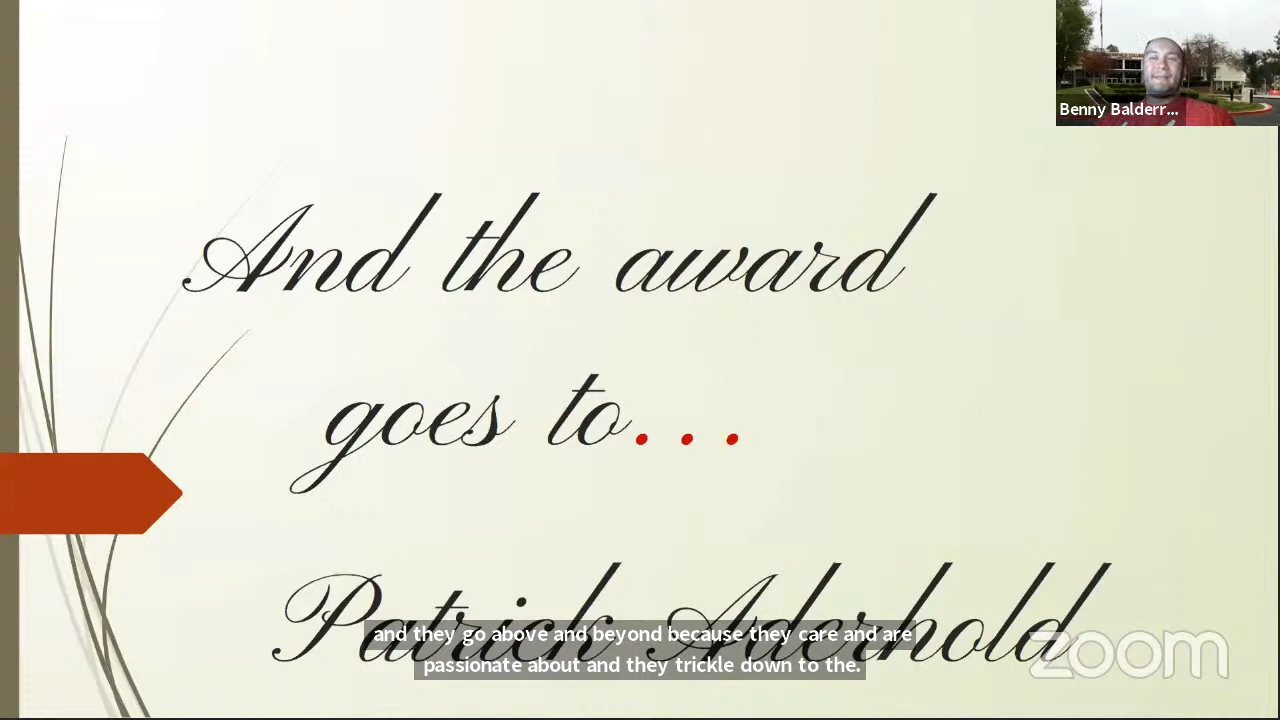 Benny Balderr...
And the award
goes to...
Patrick Aderhold
and they go above and beyond because they care and are
passionate about and they trickle down to the.
zoom